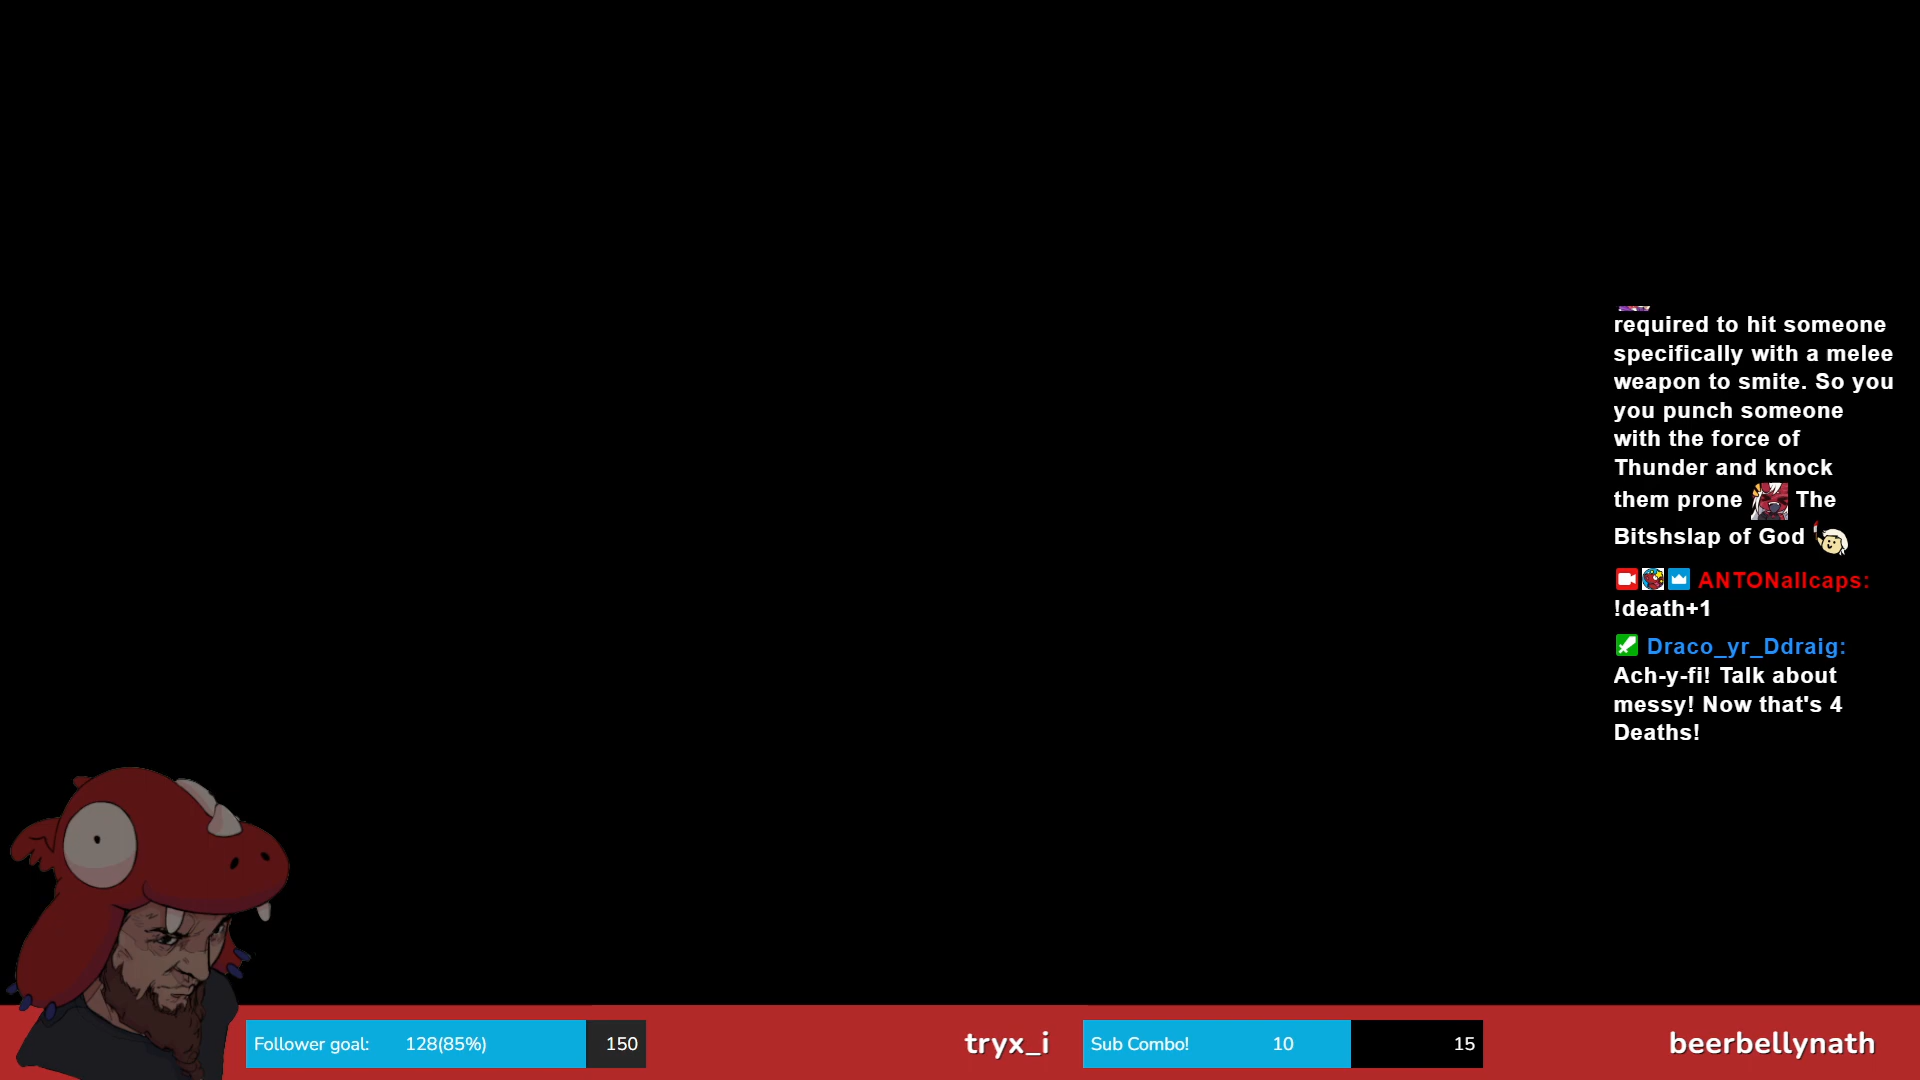 required to hit someone
specifically with a melee
weapon to smite. So you
you punch someone
with the force of
Thunder and knock
them prone The
Bitshslap of God
ANTONallcaps:
!death+1
Draco_yr_Ddraig:
Ach-y-fi! Talk about
messy! Now that's 4
Deaths!
Follower goal: 128(85%) 150
tryx_i
Sub Combo! 10 15
beerbellynath